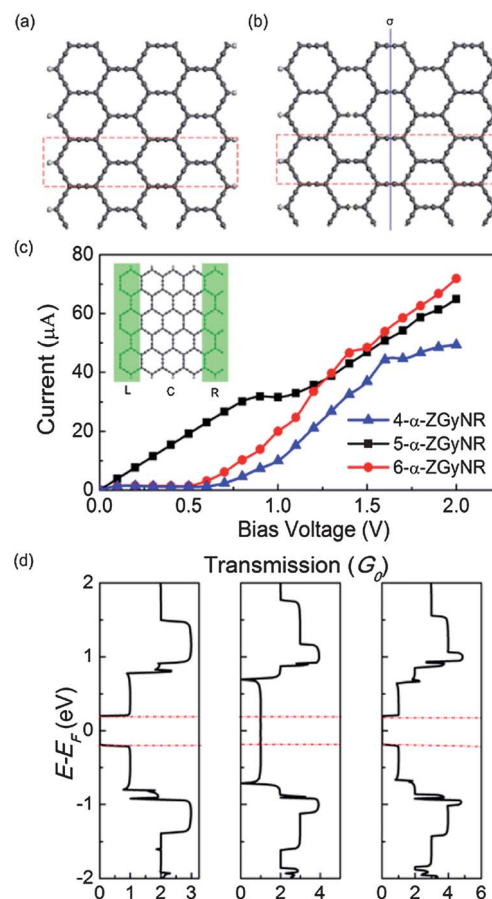 (a)
(b)
σ
(c)
80
60
40
20
0
Current (μA)
L C R
4-α-ZGyNR
5-α-ZGyNR
6-α-ZGyNR
0.0 0.5 1.0 1.5 2.0
Bias Voltage (V)
(d)
Transmission (G₀)
2
1
0
-1
-2
E-E_F (eV)
0 1 2 3
0 2 4
0 2 4 6